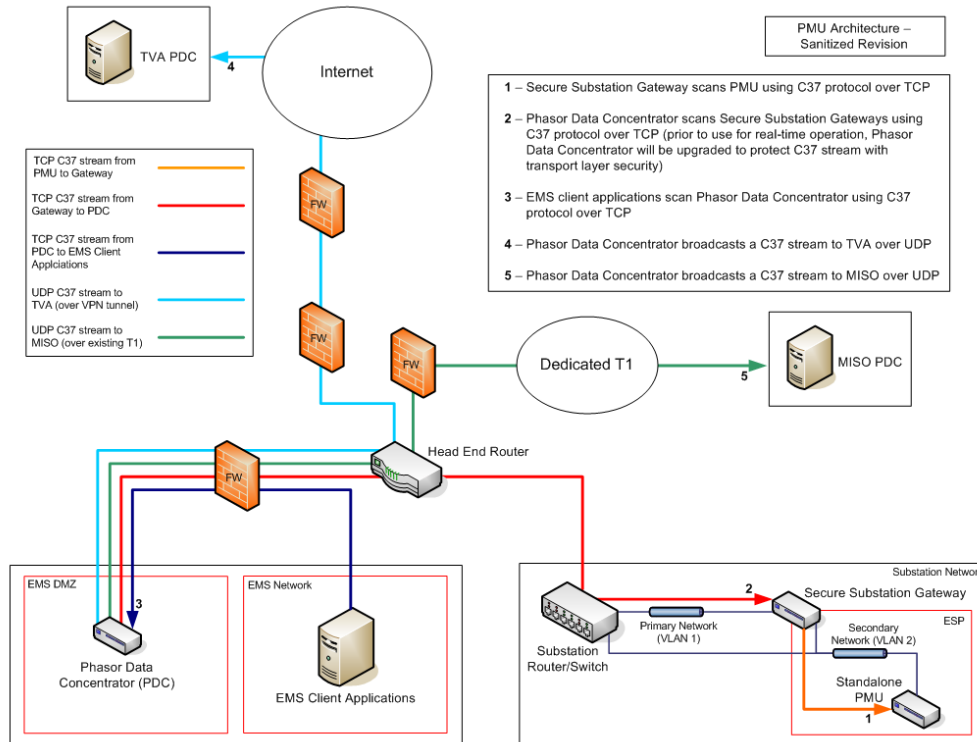 PMU Architecture –
Sanitized Revision
TVA PDC
4
Internet
1 – Secure Substation Gateway scans PMU using C37 protocol over TCP
2 – Phasor Data Concentrator scans Secure Substation Gateways using
C37 protocol over TCP (prior to use for real-time operation, Phasor
Data Concentrator will be upgraded to protect C37 stream with
transport layer security)
3 – EMS client applications scan Phasor Data Concentrator using C37
protocol over TCP
4 – Phasor Data Concentrator broadcasts a C37 stream to TVA over UDP
5 – Phasor Data Concentrator broadcasts a C37 stream to MISO over UDP
TCP C37 stream from
PMU to Gateway
TCP C37 stream from
Gateway to PDC
TCP C37 stream from
PDC to EMS Client
Applciations
UDP C37 stream to
TVA (over VPN tunnel)
UDP C37 stream to
MISO (over existing T1)
FW
FW
FW
Dedicated T1
5
MISO PDC
Head End Router
FW
EMS DMZ
3
Phasor Data
Concentrator (PDC)
EMS Network
EMS Client Applications
Substation Network
2
Secure Substation Gateway
Primary Network
(VLAN 1)
Substation
Router/Switch
ESP
Secondary
Network (VLAN 2)
Standalone
PMU
1